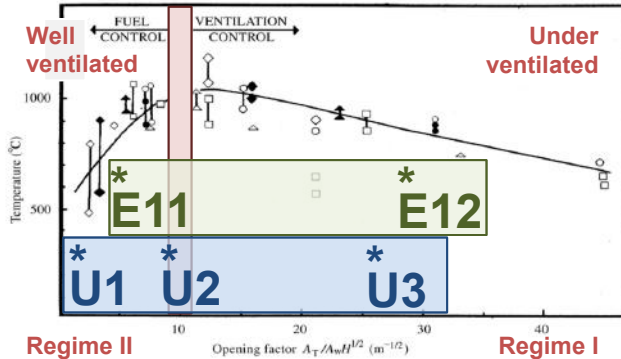 Well
ventilated
FUEL
CONTROL
VENTILATION
CONTROL
Under
ventilated
Temperature (°C)
1000
500
* E11
* E12
* U1
* U2
* U3
10
20
30
40
Regime II
Opening factor A_T/A_wH^1/2 (m^-1/2)
Regime I